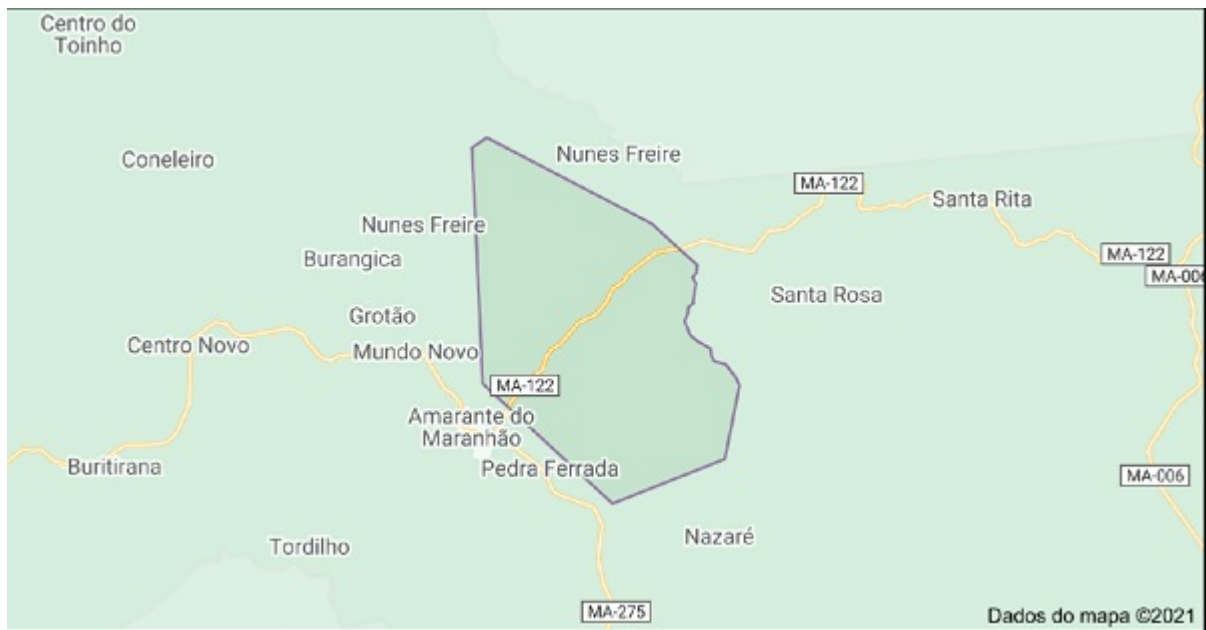 Centro do
Toinho
Coneleiro
Nunes Freire
MA-122
Santa Rita
Nunes Freire
Burangica
MA-122
MA-006
Santa Rosa
Grotão
Centro Novo
Mundo Novo
MA-122
Amarante do
Maranhão
Buritirana
Pedra Ferrada
MA-006
Nazaré
Tordilho
MA-275
Dados do mapa ©2021